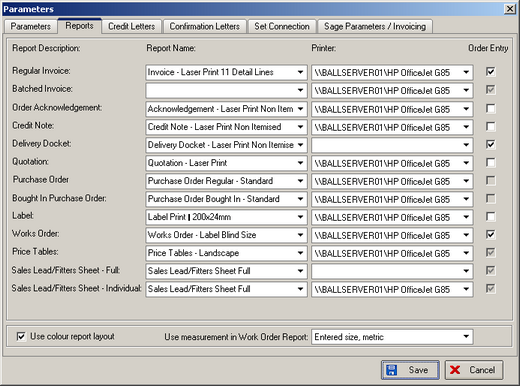 Parameters
Parameters Reports Credit Letters Confirmation Letters Set Connection Sage Parameters / Invoicing
Report Description: Report Name: Printer: Order Entry
Regular Invoice: Invoice - Laser Print 11 Detail Lines \\BALLSERVER01\HP OfficeJet G85
Batched Invoice: \\BALLSERVER01\HP OfficeJet G85
Order Acknowledgement: Acknowledgement - Laser Print Non Item \\BALLSERVER01\HP OfficeJet G85
Credit Note: Credit Note - Laser Print Non Itemised \\BALLSERVER01\HP OfficeJet G85
Delivery Docket: Delivery Docket - Laser Print Non Itemise
Quotation: Quotation - Laser Print \\BALLSERVER01\HP OfficeJet G85
Purchase Order Purchase Order Regular - Standard \\BALLSERVER01\HP OfficeJet G85
Bought In Purchase Order: Purchase Order Bought In - Standard \\BALLSERVER01\HP OfficeJet G85
Label: Label Print | 200x24mm \\BALLSERVER01\HP OfficeJet G85
Works Order: Works Order - Label Blind Size \\BALLSERVER01\HP OfficeJet G85
Price Tables: Price Tables - Landscape \\BALLSERVER01\HP OfficeJet G85
Sales Lead/Fitters Sheet - Full: Sales Lead/Fitters Sheet Full
Sales Lead/Fitters Sheet - Individual: Sales Lead/Fitters Sheet Full \\BALLSERVER01\HP OfficeJet G85
Use colour report layout Use measurement in Work Order Report: Entered size, metric
Save Cancel